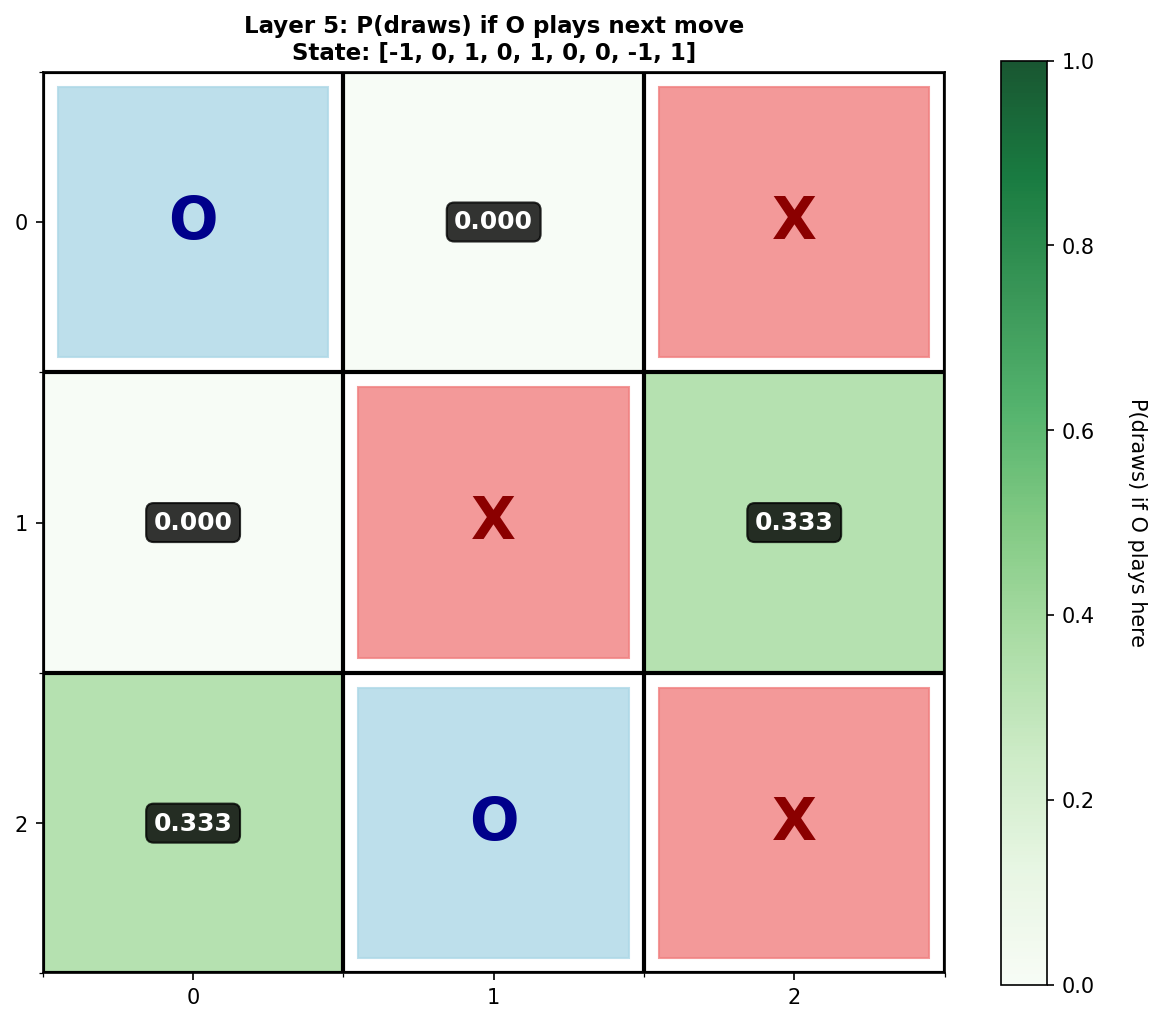 Layer 5: P(draws) if O plays next move
State: [-1, 0, 1, 0, 1, 0, 0, -1, 1]
O
0.000
X
0.000
X
0.333
0.333
O
X
0
1
2
0
1
2
1.0
0.8
0.6
0.4
0.2
0.0
P(draws) if O plays here